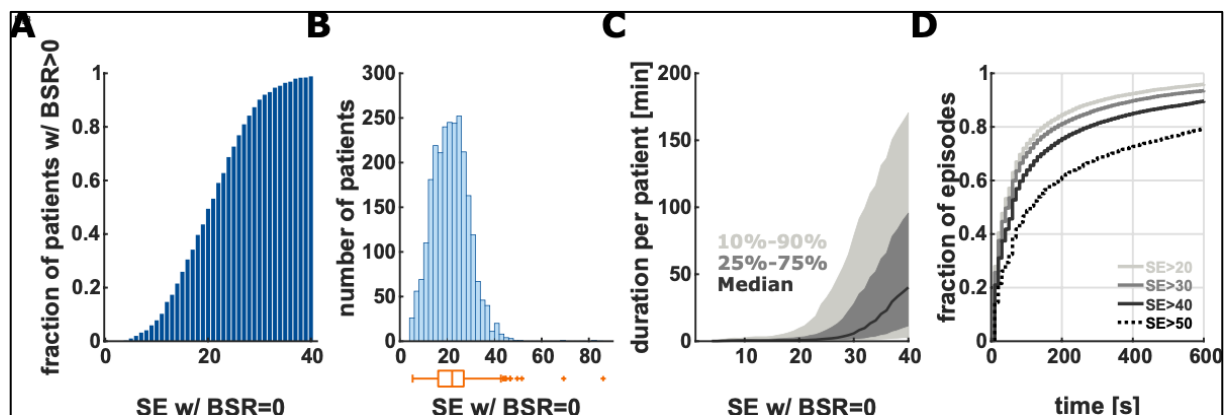 A
fraction of patients w/ BSR>0
1
0.8
0.6
0.4
0.2
0
0
20
40
SE w/ BSR=0
B
number of patients
300
250
200
150
100
50
0
0
20
40
60
80
SE w/ BSR=0
C
duration per patient [min]
200
150
100
50
0
10%-90%
25%-75%
Median
10
20
30
40
SE w/ BSR=0
D
fraction of episodes
1
0.8
0.6
0.4
0.2
0
SE>20
SE>30
SE>40
SE>50
0
200
400
600
time [s]